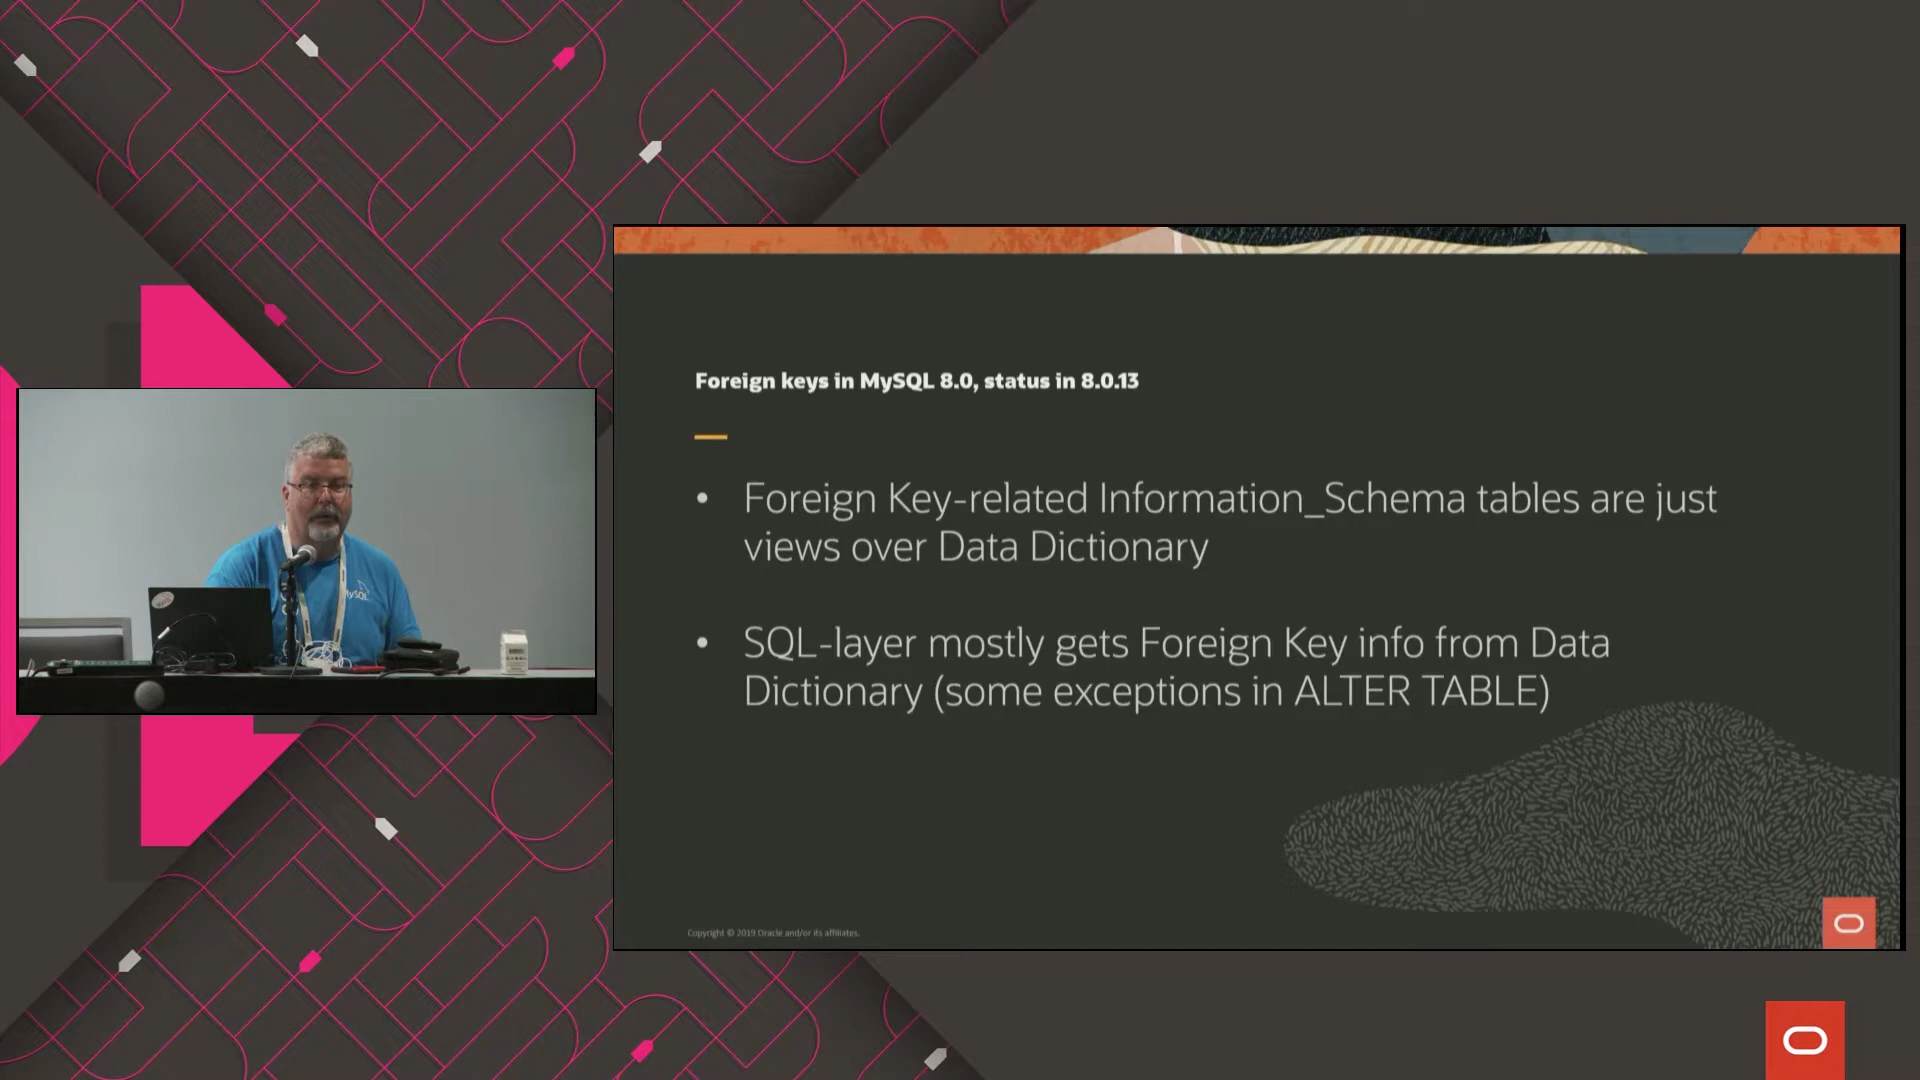 Foreign keys in MySQL 8.0, status in 8.0.13
• Foreign Key-related Information_Schema tables are just
views over Data Dictionary
• SQL-layer mostly gets Foreign Key info from Data
Dictionary (some exceptions in ALTER TABLE)
Copyright © 2019 Oracle and/or its affiliates.
MySQL